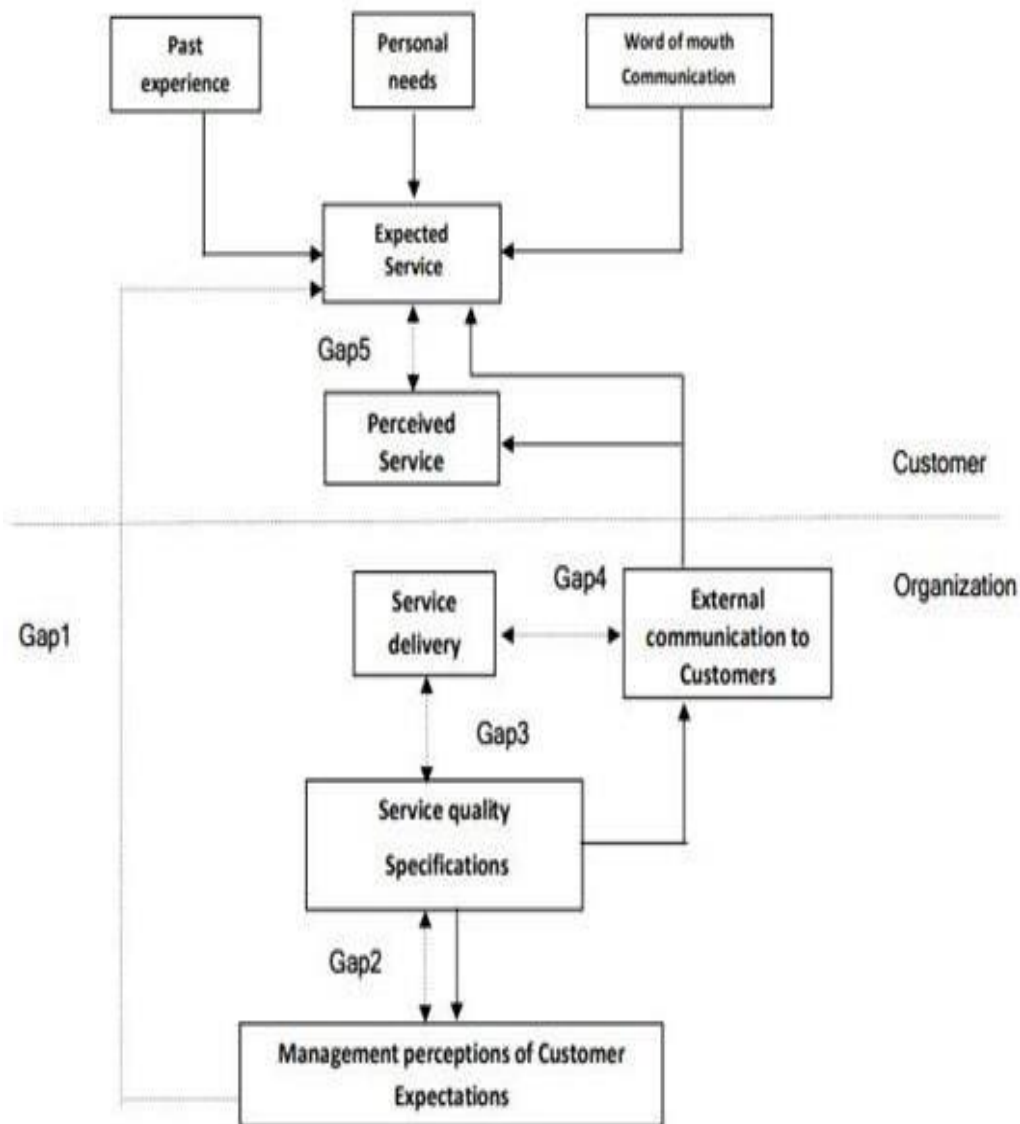 Past
experience
Personal
needs
Word of mouth
Communication
Expected
Service
Gap5
Perceived
Service
Customer
Gap4
Organization
Service
delivery
External
communication to
Customers
Gap1
Gap3
Service quality
Specifications
Gap2
Management perceptions of Customer
Expectations